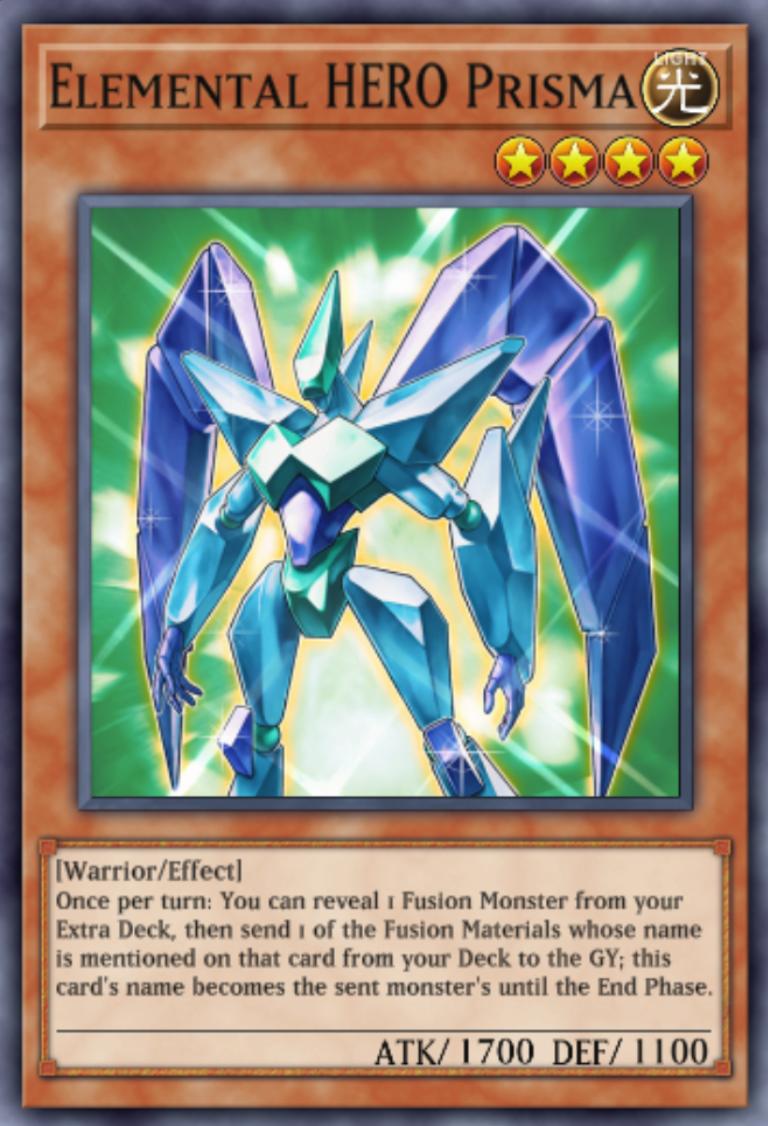 Elemental HERO Prisma
LIGHT
光
[Warrior/Effect]
Once per turn: You can reveal 1 Fusion Monster from your
Extra Deck, then send 1 of the Fusion Materials whose name
is mentioned on that card from your Deck to the GY; this
card's name becomes the sent monster's until the End Phase.
ATK/ 1700 DEF/ 1100